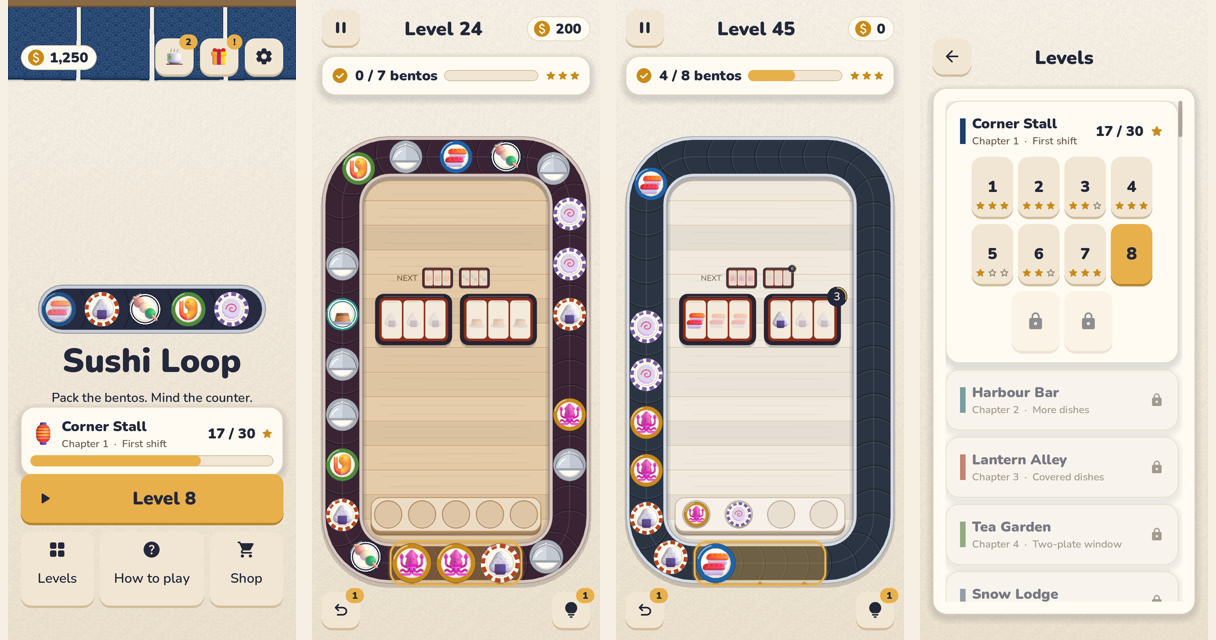 1,250
2
!
Sushi Loop
Pack the bentos. Mind the counter.
Corner Stall
Chapter 1 · First shift
17 / 30
Level 8
Levels
How to play
Shop
Level 24
200
0 / 7 bentos
NEXT
1
1
Level 45
0
4 / 8 bentos
NEXT
3
1
1
Levels
Corner Stall
Chapter 1 · First shift
17 / 30
1
2
3
4
5
6
7
8
Harbour Bar
Chapter 2 · More dishes
Lantern Alley
Chapter 3 · Covered dishes
Tea Garden
Chapter 4 · Two-plate window
Snow Lodge